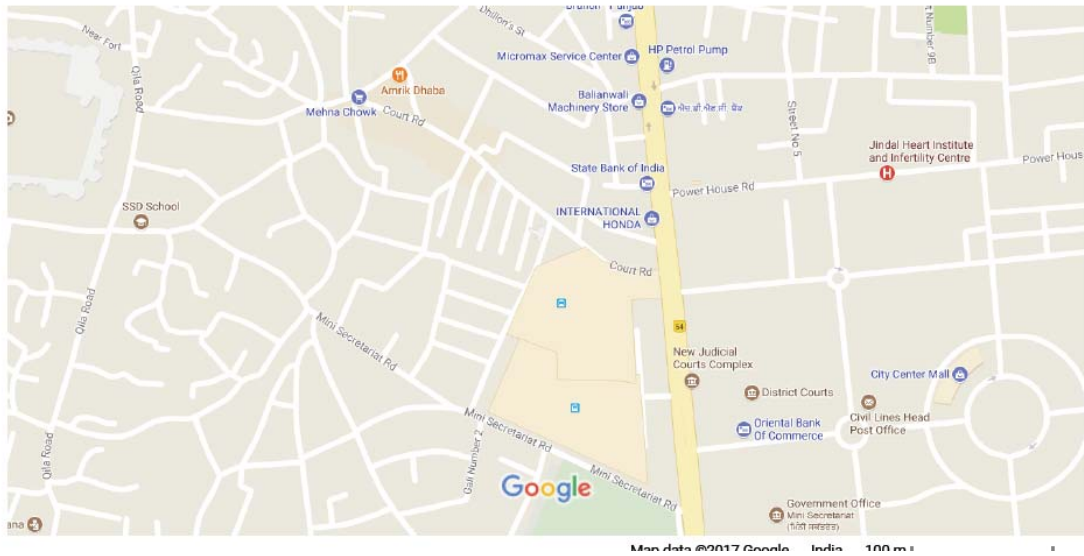 Near Fort
Qila Road
Dhillon's St
Micromax Service Center
HP Petrol Pump
Amrik Dhaba
Balianwali
Machinery Store
Mehna Chowk
Court Rd
Street No 5
Jindal Heart Institute
and Infertility Centre
State Bank of India
Power House Rd
SSD School
INTERNATIONAL
HONDA
Court Rd
Qila Road
Mini Secretariat Rd
54
New Judicial
Courts Complex
City Center Mall
District Courts
Civil Lines Head
Post Office
Oriental Bank
Of Commerce
Mini Secretariat Rd
Gali Number 2
Qila Road
Mini Secretariat Rd
Google
Government Office
Mini Secretariat
Map data ©2017 Google India 100 m